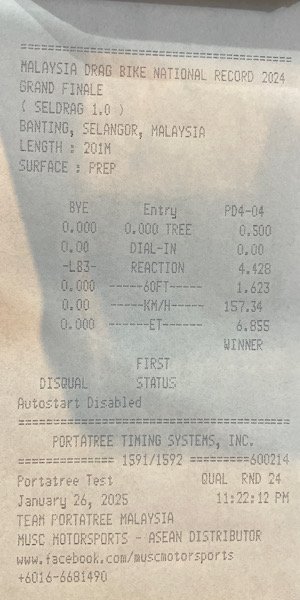 ==============================
MALAYSIA DRAG BIKE NATIONAL RECORD 2024
GRAND FINALE
( SELDRAG 1.0 )
BANTING, SELANGOR, MALAYSIA
LENGTH : 201M
SURFACE : PREP
BYE Entry PD4-04
0.000 0.000 TREE 0.500
0.00 DIAL-IN 0.00
-LB3- REACTION 4.428
0.000 ------60FT----- 1.623
0.00 ------KM/H----- 157.34
0.000 ------ET------- 6.855
WINNER
FIRST
DISQUAL STATUS
Autostart Disabled
==============================
PORTATREE TIMING SYSTEMS, INC.
============== 1591/1592 =========600214
Portatree Test QUAL RND 24
January 26, 2025 11:22:12 PM
TEAM PORTATREE MALAYSIA
MUSC MOTORSPORTS - ASEAN DISTRIBUTOR
www.facebook.com/muscmotorsports
+6016-6681490